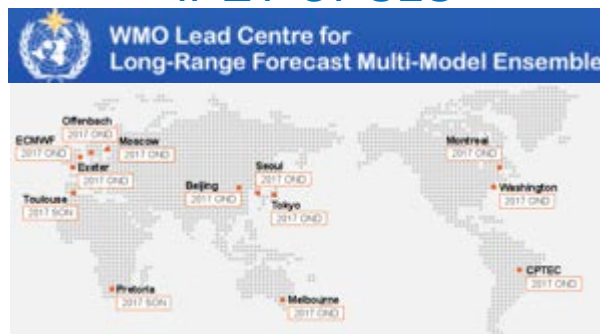 WMO Lead Centre for
Long-Range Forecast Multi-Model Ensemble
Offenbach
2017 OND
ECMWF
2017 OND
Moscow
2017 OND
Exeter
2017 OND
Toulouse
2017 SON
Beijing
2017 OND
Seoul
2017 OND
Tokyo
2017 OND
Montreal
2017 OND
Washington
2017 OND
Pretoria
2017 SON
Melbourne
2017 OND
CPTEC
2017 OND